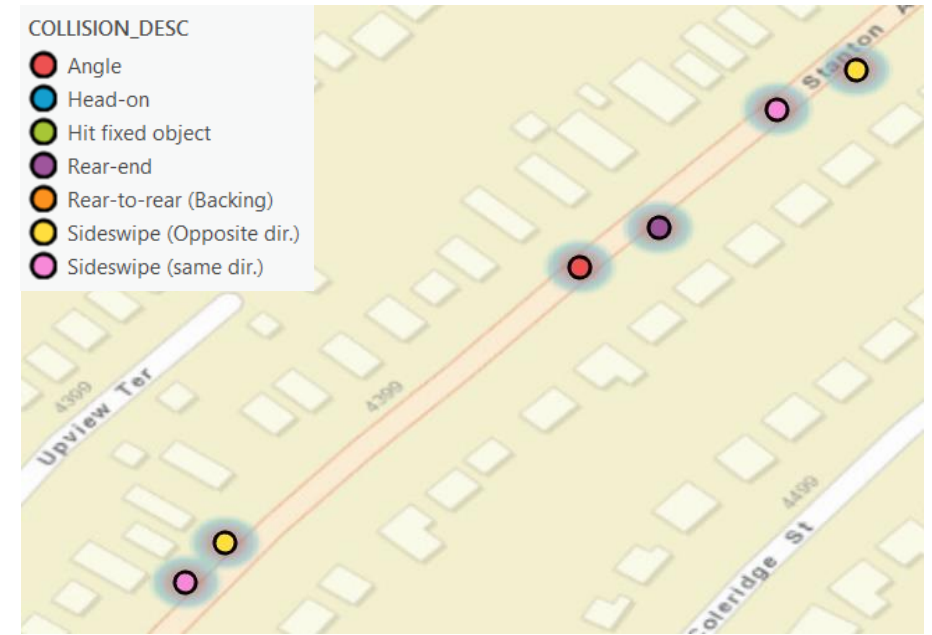 COLLISION_DESC
Angle
Head-on
Hit fixed object
Rear-end
Rear-to-rear (Backing)
Sideswipe (Opposite dir.)
Sideswipe (same dir.)
Stanton A
4399
Upview Ter
4399
4499
Coleridge St